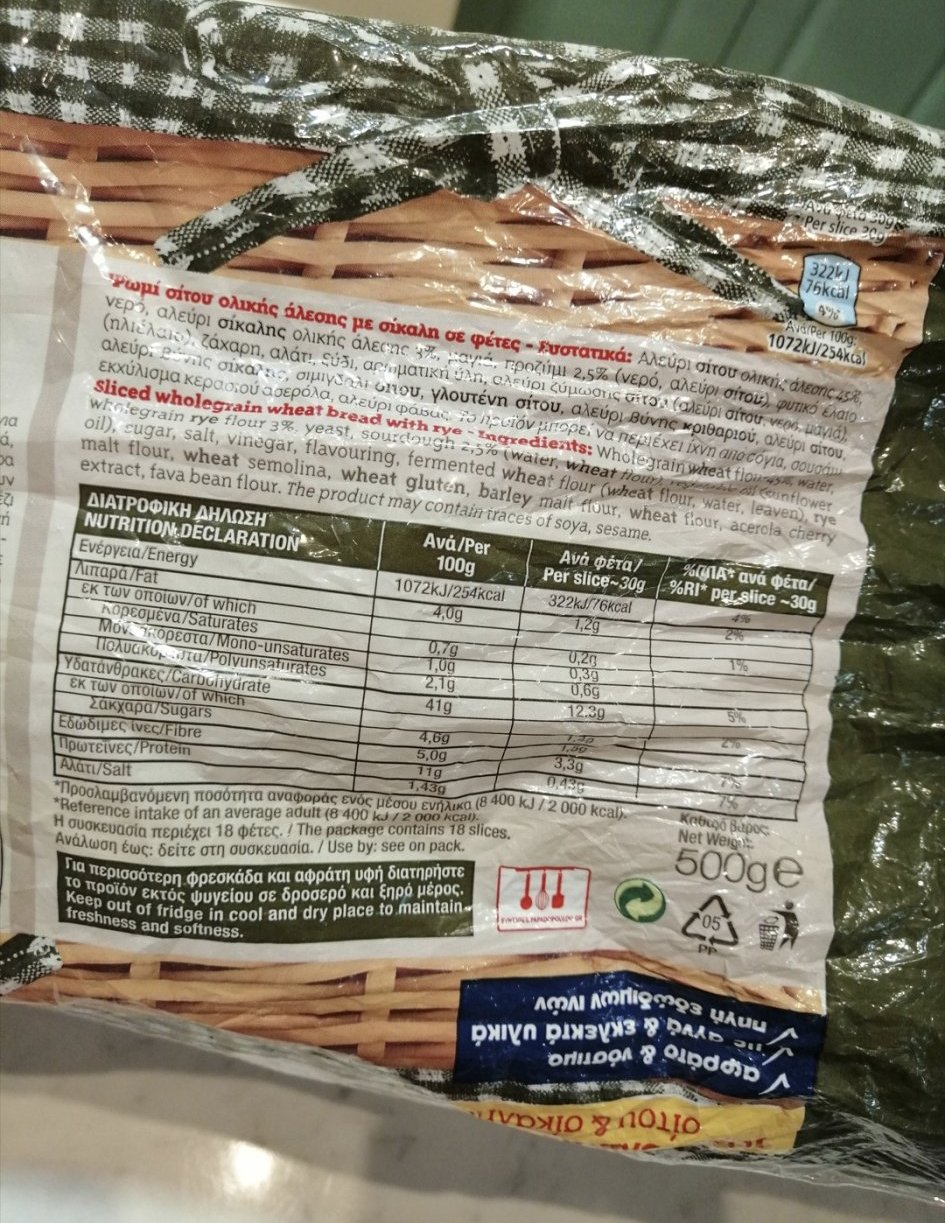 Per slice 30g
322kJ
76kcal
4%
Ανά/Per 100g:
1072kJ/254kcal
Ψωμί σίτου ολικής άλεσης με σίκαλη σε φέτες - Συστατικά: Αλεύρι σίτου ολικής άλεσης 45%,
νερό, αλεύρι σίκαλης ολικής άλεσης 3%, μαγιά, προζύμι 2,5% (νερό, αλεύρι σίτου), φυτικό έλαιο
(ηλιέλαιο), ζάχαρη, αλάτι, ξύδι, αρωματική ύλη, αλεύρι ζύμωσης σίτου (αλεύρι σίτου, νερό, μαγιά),
αλεύρι βύνης σίκαλης, σιμιγδάλι σίτου, γλουτένη σίτου, αλεύρι βύνης κριθαριού, αλεύρι σίτου,
εκχύλισμα κερασιού ασερόλα, αλεύρι φάβας. Το προϊόν μπορεί να περιέχει ίχνη από σόγια, σουσάμι.
Sliced wholegrain wheat bread with rye - Ingredients: Wholegrain wheat flour 45%, water,
wholegrain rye flour 3%, yeast, sourdough 2,5% (water, wheat flour), oil (sunflower
oil), sugar, salt, vinegar, flavouring, fermented wheat flour (wheat flour, water, leaven), rye
malt flour, wheat semolina, wheat gluten, barley malt flour, wheat flour, acerola cherry
extract, fava bean flour. The product may contain traces of soya, sesame.
ΔΙΑΤΡΟΦΙΚΗ ΔΗΛΩΣΗ
NUTRITION DECLARATION
Ανά/Per
100g
Ανά φέτα/
Per slice~30g
%ΠΠΑ* ανά φέτα/
%RI* per slice ~30g
Ενέργεια/Energy 1072kJ/254kcal 322kJ/76kcal 4%
Λιπαρά/Fat 4,0g 1,2g 2%
εκ των οποίων/of which
Κορεσμένα/Saturates 0,7g 0,2g 1%
Μονοακόρεστα/Mono-unsaturates 1,0g 0,3g
Πολυακόρεστα/Polyunsaturates 2,1g 0,6g
Υδατάνθρακες/Carbohydrate 41g 12.3g 5%
εκ των οποίων/of which
Σάκχαρα/Sugars 4,6g 2%
Εδώδιμες ίνες/Fibre 5,0g
Πρωτεΐνες/Protein 11g 3,3g 7%
Αλάτι/Salt 1,43g 0,43g 7%
*Προσλαμβανόμενη ποσότητα αναφοράς ενός μέσου ενήλικα (8 400 kJ / 2 000 kcal).
*Reference intake of an average adult (8 400 kJ / 2 000 kcal).
Η συσκευασία περιέχει 18 φέτες. / The package contains 18 slices.
Ανάλωση έως: δείτε στη συσκευασία. / Use by: see on pack.
Καθαρό Βάρος
Net Weight:
500g e
Για περισσότερη φρεσκάδα και αφράτη υφή διατηρήστε
το προϊόν εκτός ψυγείου σε δροσερό και ξηρό μέρος.
Keep out of fridge in cool and dry place to maintain
freshness and softness.
05
PP
πηγή εδώδιμων ινών
αγνά & εκλεκτά υλικά
αφράτο & νόστιμο
σίτου & σίκαλη